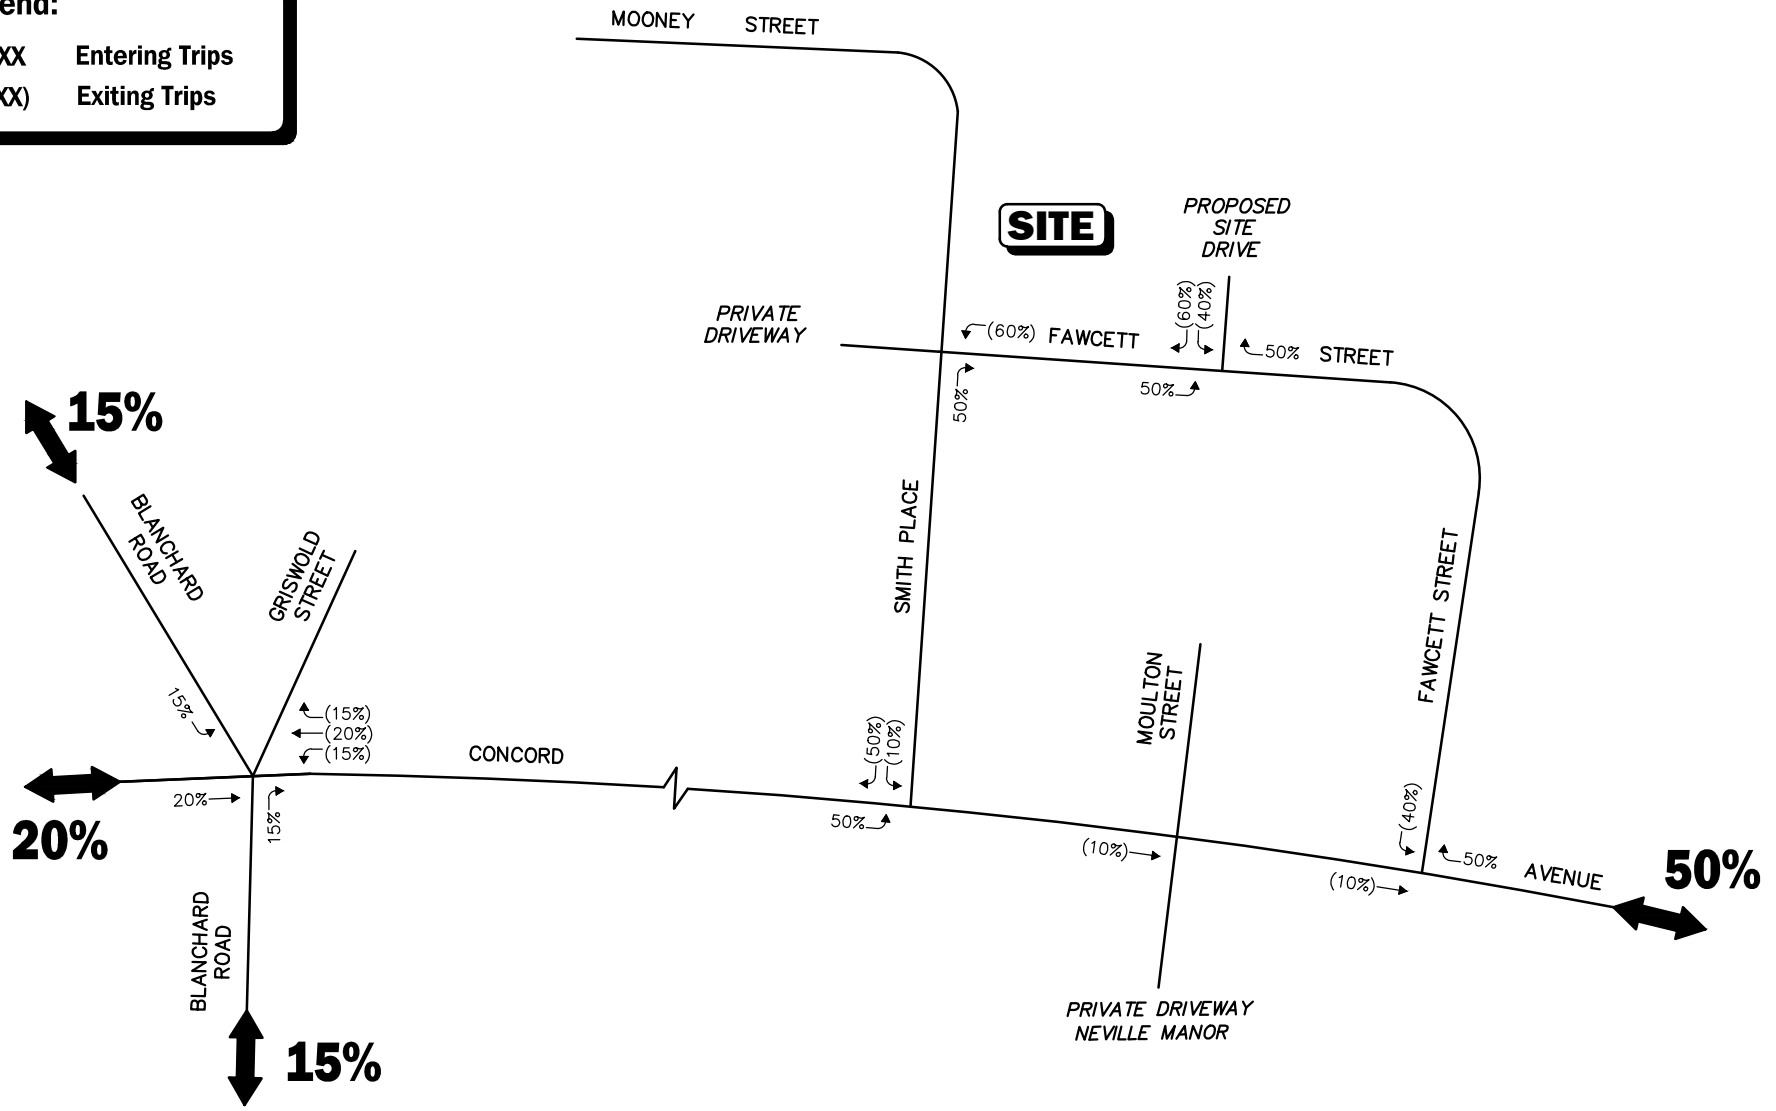 end:
XX Entering Trips
XX) Exiting Trips
MOONEY STREET
SITE
PROPOSED
SITE
DRIVE
PRIVATE
DRIVEWAY
(60%)
FAWCETT
(60%)
(40%)
50%
STREET
50%
50%
15%
BLANCHARD
ROAD
GRISWOLD
STREET
SMITH PLACE
FAWCETT STREET
MOULTON
STREET
15%
(15%)
(20%)
(15%)
CONCORD
(50%)
(10%)
(40%)
20%
15%
50%
(10%)
(10%)
50%
AVENUE
50%
20%
BLANCHARD
ROAD
PRIVATE DRIVEWAY
NEVILLE MANOR
15%